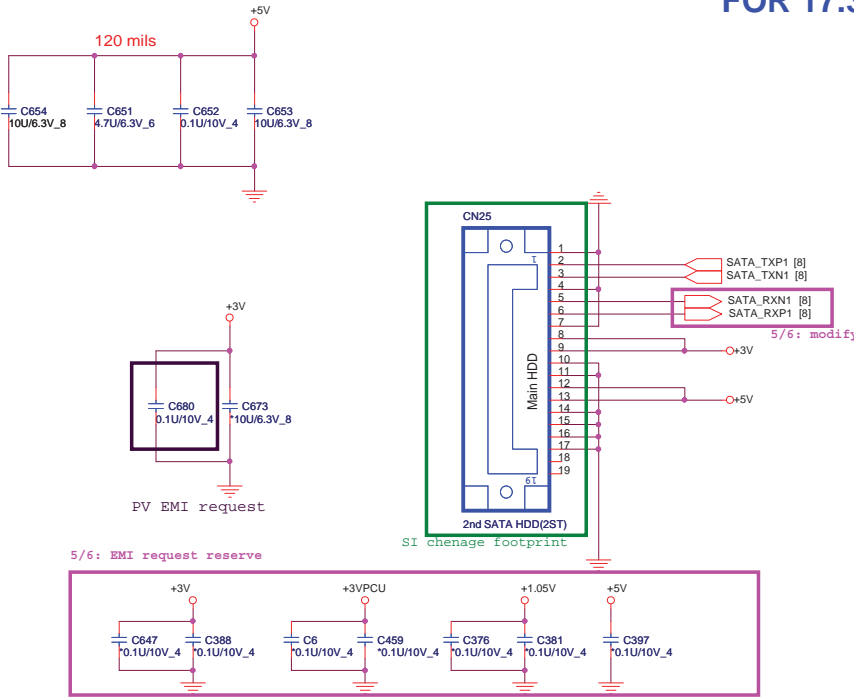 FOR 17.3
+5V
120 mils
C654
10U/6.3V_8
C651
4.7U/6.3V_6
C652
0.1U/10V_4
C653
10U/6.3V_8
CN25
1
1
2
3
4
5
6
7
8
9
10
11
12
13
14
15
16
17
18
19
19
Main HDD
2nd SATA HDD(2ST)
SI chenage footprint
SATA_TXP1 [8]
SATA_TXN1 [8]
SATA_RXN1 [8]
SATA_RXP1 [8]
5/6: modify
+3V
+5V
+3V
C680
0.1U/10V_4
C673
*10U/6.3V_8
PV EMI request
5/6: EMI request reserve
+3V
C647
*0.1U/10V_4
C388
*0.1U/10V_4
+3VPCU
C6
*0.1U/10V_4
C459
*0.1U/10V_4
+1.05V
C376
*0.1U/10V_4
C381
*0.1U/10V_4
+5V
C397
*0.1U/10V_4